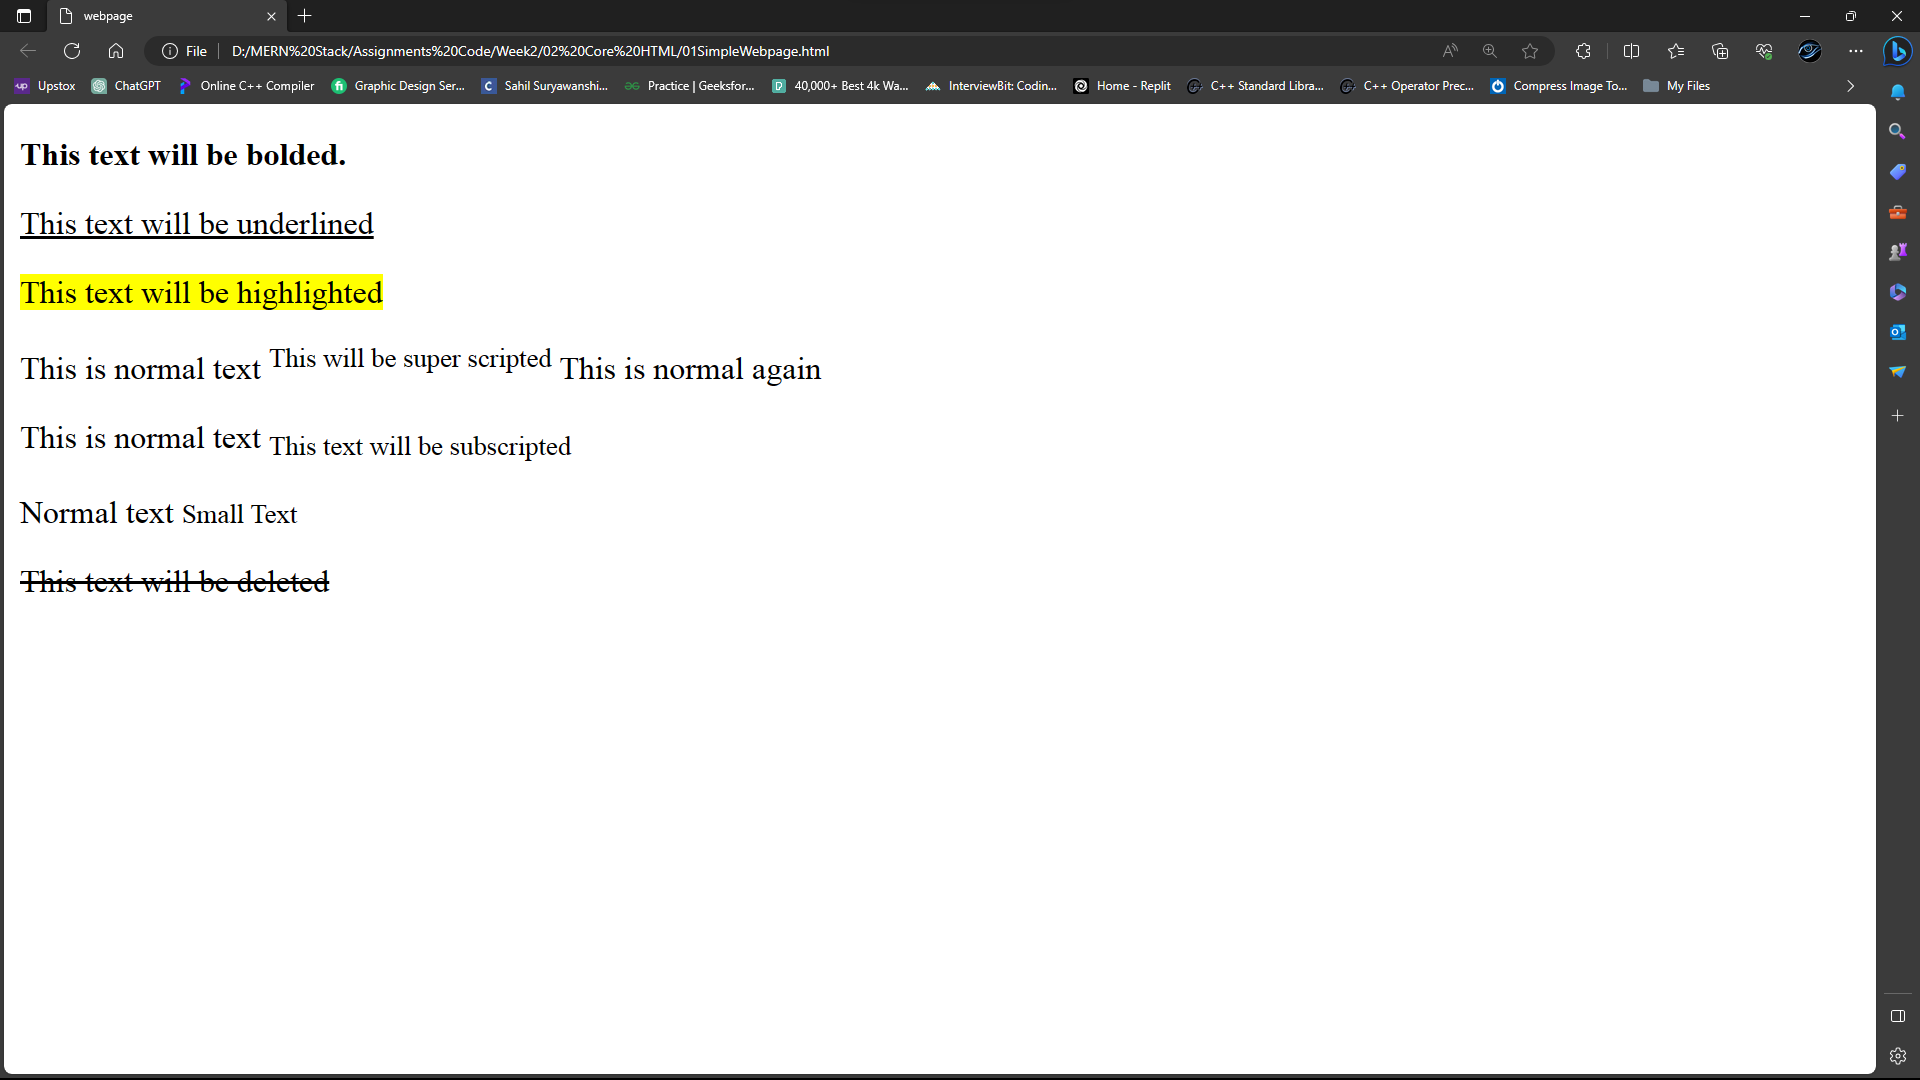 webpage
File D:/MERN%20Stack/Assignments%20Code/Week2/02%20Core%20HTML/01SimpleWebpage.html
up Upstox ChatGPT Online C++ Compiler fi Graphic Design Ser... C Sahil Suryawanshi... Practice | Geeksfor... 40,000+ Best 4k Wa... InterviewBit: Codin... Home - Replit C++ Standard Libra... C++ Operator Prec... Compress Image To... My Files
This text will be bolded.
This text will be underlined
This text will be highlighted
This is normal text This will be super scripted This is normal again
This is normal text This text will be subscripted
Normal text Small Text
This text will be deleted